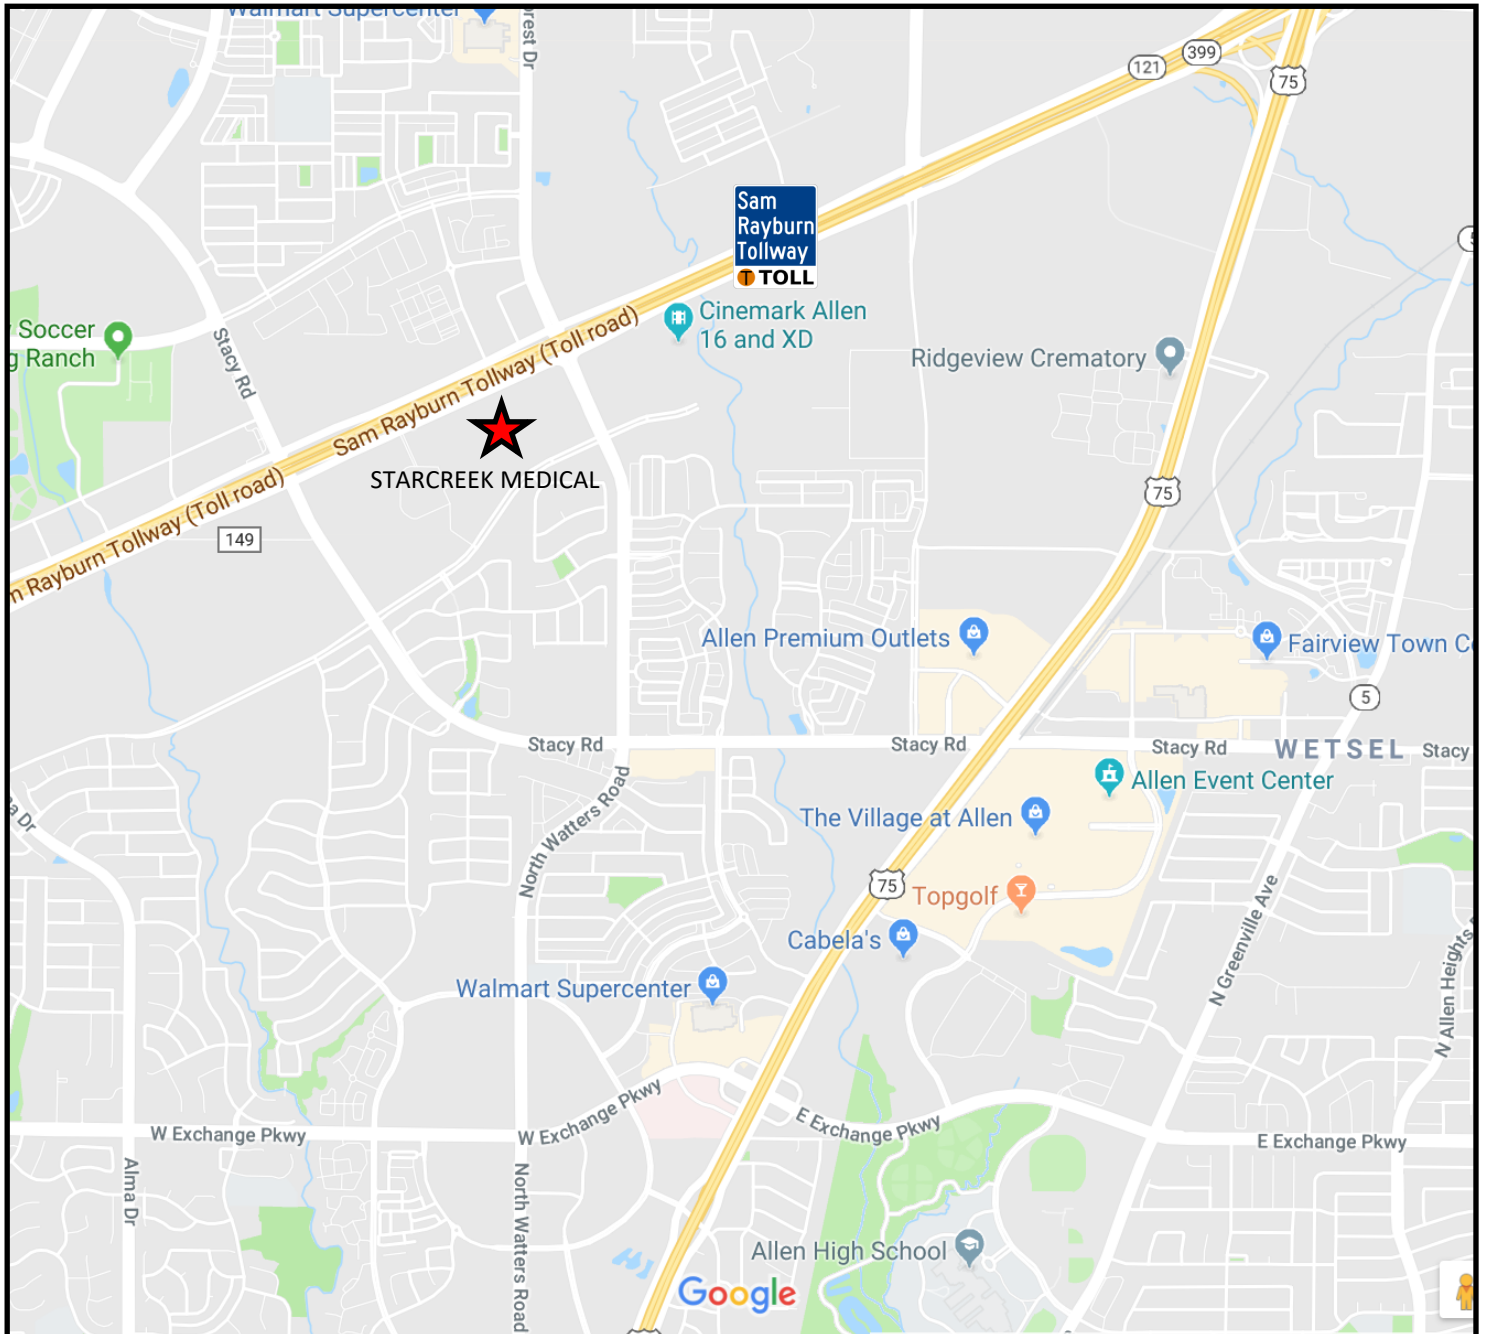 Walmart Supercenter
orest Dr
399
121
75
5
Sam
Rayburn
Tollway
T TOLL
Cinemark Allen
16 and XD
Soccer
g Ranch
Stacy Rd
Ridgeview Crematory
Sam Rayburn Tollway (Toll road)
STARCREEK MEDICAL
75
m Rayburn Tollway (Toll road)
149
Allen Premium Outlets
Fairview Town C
5
Stacy Rd
Stacy Rd
Stacy Rd
WETSEL
Stacy
Allen Event Center
North Watters Road
The Village at Allen
a Dr
75
Topgolf
Cabela's
N Greenville Ave
N Allen Heights
Walmart Supercenter
W Exchange Pkwy
W Exchange Pkwy
E Exchange Pkwy
E Exchange Pkwy
Alma Dr
North Watters Road
Allen High School
Google